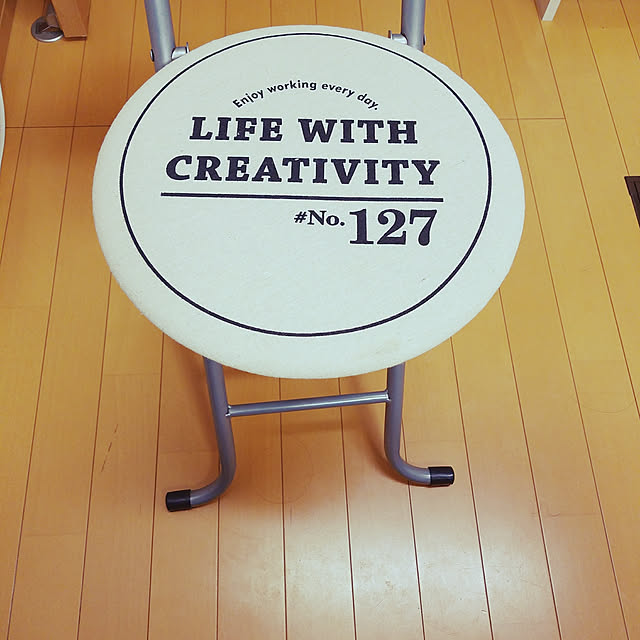 Enjoy working every day.
LIFE WITH
CREATIVITY
#No. 127